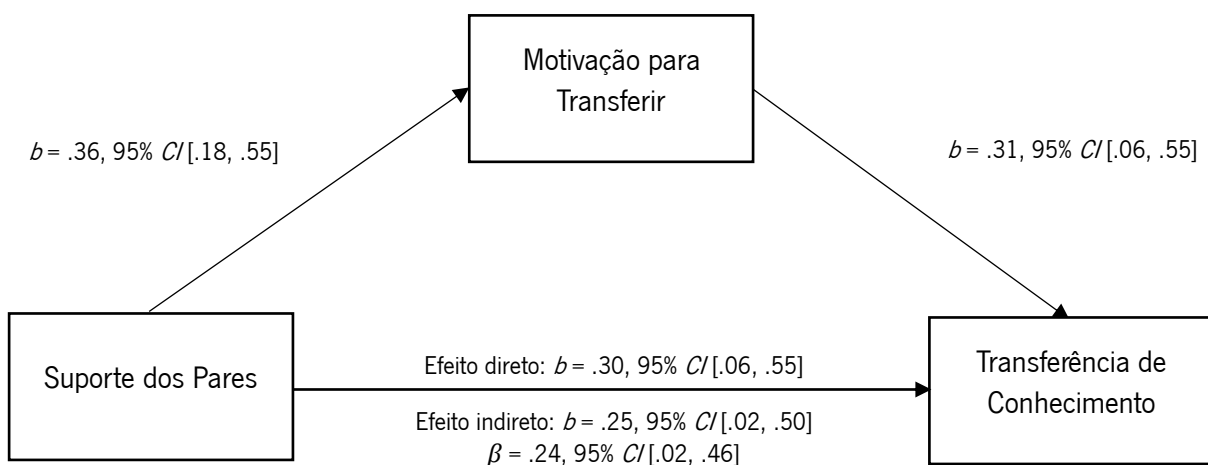 Motivação para
Transferir
b = .36, 95% CI [.18, .55]
b = .31, 95% CI [.06, .55]
Suporte dos Pares
Efeito direto: b = .30, 95% CI [.06, .55]
Efeito indireto: b = .25, 95% CI [.02, .50]
β = .24, 95% CI [.02, .46]
Transferência de
Conhecimento